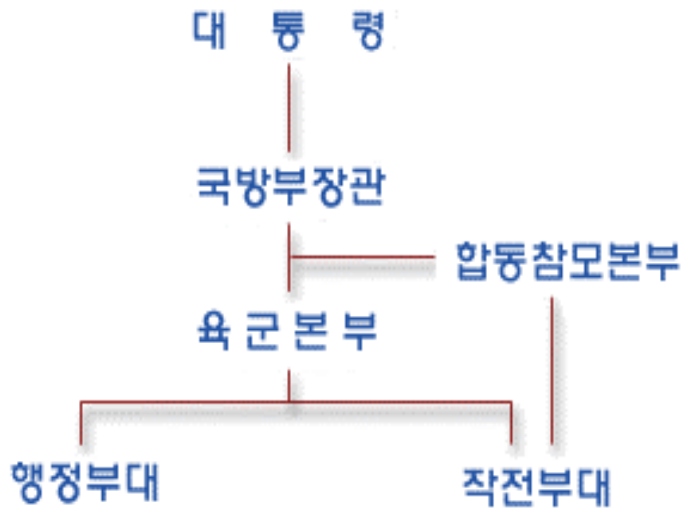 대 통 령
국방부장관
합동참모본부
육군본부
행정부대
작전부대